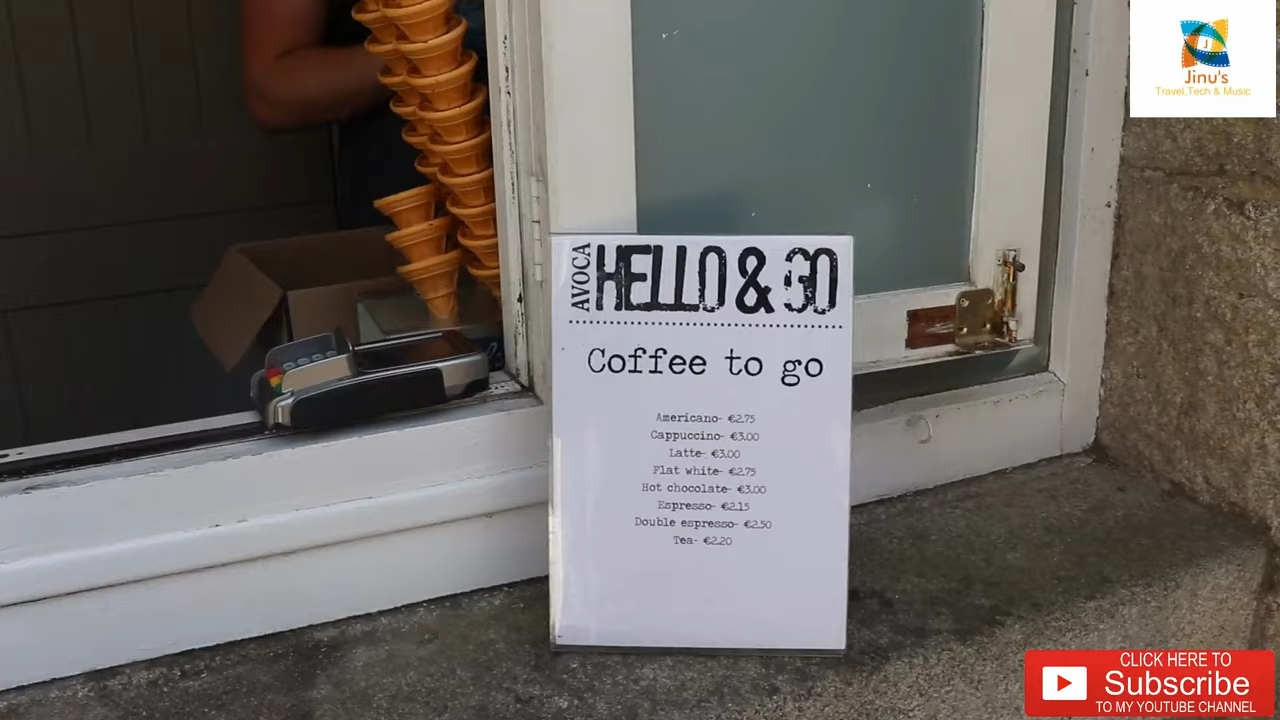 Jinu's
Travel,Tech & Music
AVOCA
HELLO & GO
Coffee to go
Americano- €2.75
Cappuccino- €3.00
Latte- €3.00
Flat white- €2.75
Hot chocolate- €3.00
Espresso- €2.15
Double espresso- €2.50
Tea- €2.20
CLICK HERE TO
Subscribe
TO MY YOUTUBE CHANNEL